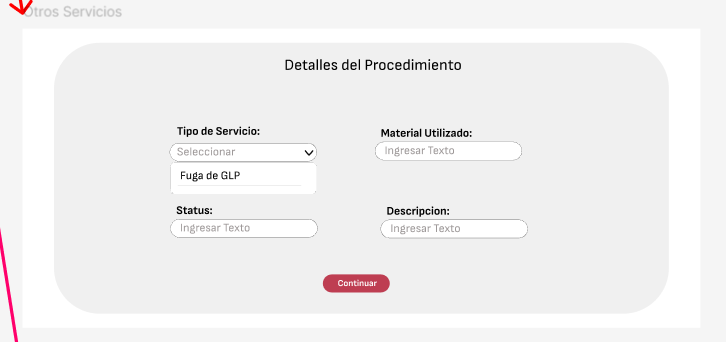 Otros Servicios
Detalles del Procedimiento
Tipo de Servicio:
Seleccionar
Fuga de GLP
Material Utilizado:
Ingresar Texto
Status:
Ingresar Texto
Descripcion:
Ingresar Texto
Continuar